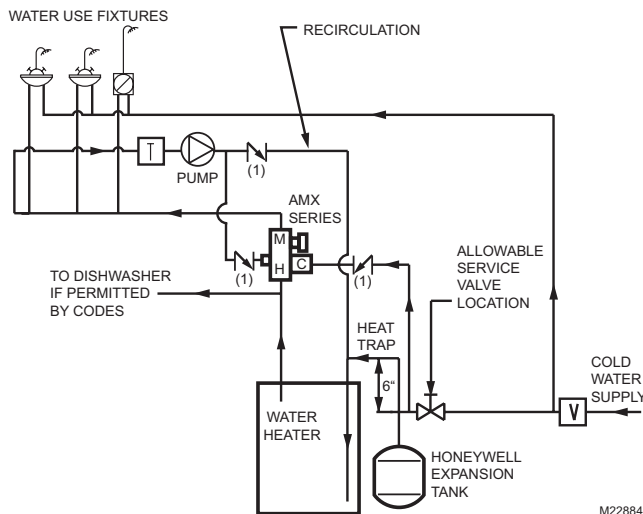 WATER USE FIXTURES
RECIRCULATION
T
PUMP
(1)
AMX
SERIES
M
H
C
(1)
(1)
ALLOWABLE
SERVICE
VALVE
LOCATION
TO DISHWASHER
IF PERMITTED
BY CODES
HEAT
TRAP
6"
COLD
WATER
SUPPLY
V
WATER
HEATER
HONEYWELL
EXPANSION
TANK
M22884